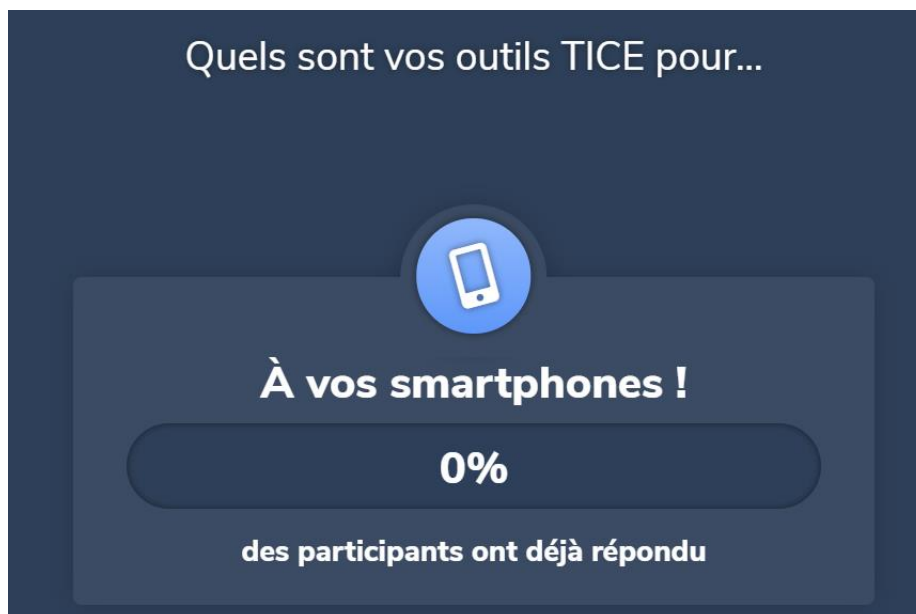 Quels sont vos outils TICE pour...
À vos smartphones !
0%
des participants ont déjà répondu